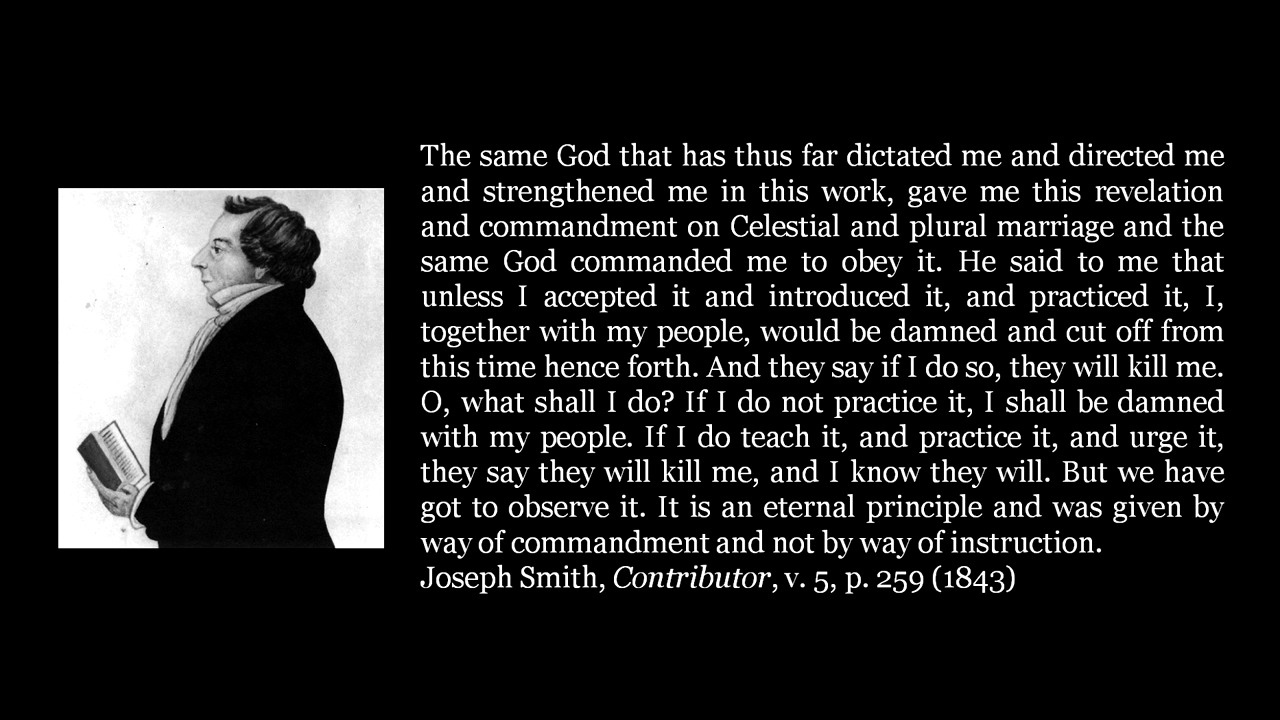 The same God that has thus far dictated me and directed me
and strengthened me in this work, gave me this revelation
and commandment on Celestial and plural marriage and the
same God commanded me to obey it. He said to me that
unless I accepted it and introduced it, and practiced it, I,
together with my people, would be damned and cut off from
this time hence forth. And they say if I do so, they will kill me.
O, what shall I do? If I do not practice it, I shall be damned
with my people. If I do teach it, and practice it, and urge it,
they say they will kill me, and I know they will. But we have
got to observe it. It is an eternal principle and was given by
way of commandment and not by way of instruction.
Joseph Smith, Contributor, v. 5, p. 259 (1843)